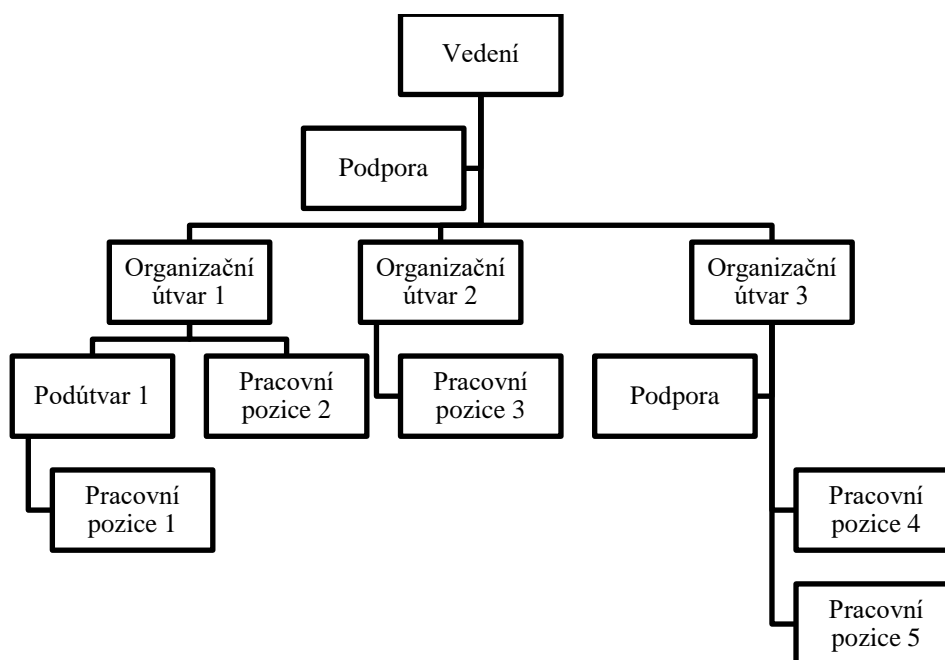 Vedení
Podpora
Organizační
útvar 1
Organizační
útvar 2
Organizační
útvar 3
Podútvar 1
Pracovní
pozice 2
Pracovní
pozice 3
Podpora
Pracovní
pozice 1
Pracovní
pozice 4
Pracovní
pozice 5